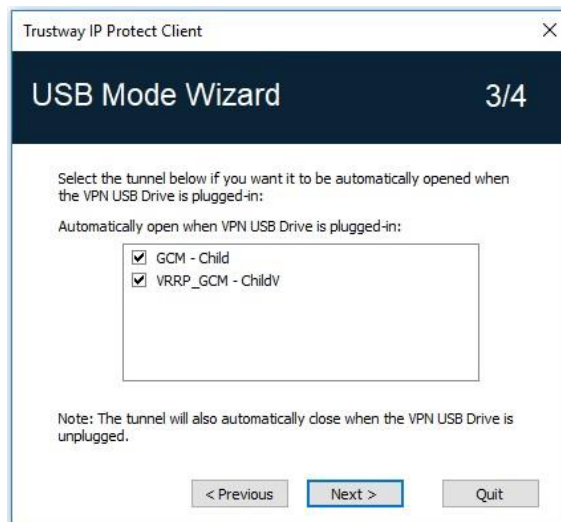 Trustway IP Protect Client
USB Mode Wizard 3/4
Select the tunnel below if you want it to be automatically opened when
the VPN USB Drive is plugged-in:
Automatically open when VPN USB Drive is plugged-in:
GCM - Child
VRRP_GCM - ChildV
Note: The tunnel will also automatically close when the VPN USB Drive is
unplugged.
< Previous Next > Quit